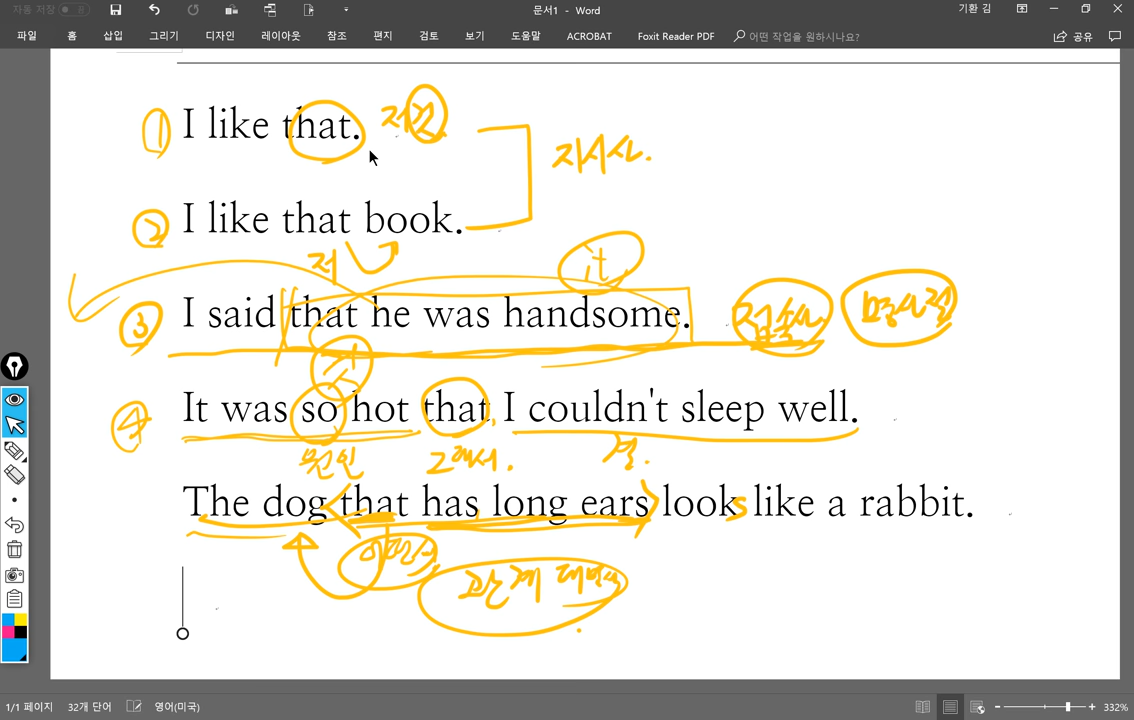 자동 저장
문서1 - Word
기환 김
파일 홈 삽입 그리기 디자인 레이아웃 참조 편지 검토 보기 도움말 ACROBAT Foxit Reader PDF 어떤 작업을 원하시나요? 공유
① I like that. 저것
지시사.
② I like that book.
저 it
③ I said that he was handsome. 접속사 명사절
④ It was so hot that, I couldn't sleep well.
원인 그래서. 결.
The dog <that has long ears> looks like a rabbit.
관계 대명사
1/1 페이지 32개 단어 영어(미국) 332%